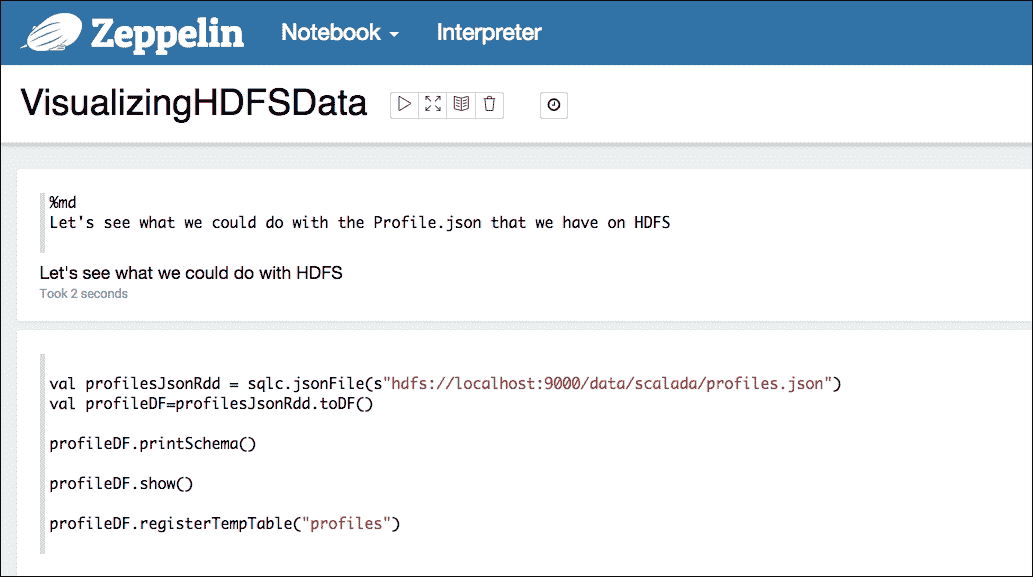 Zeppelin Notebook Interpreter
VisualizingHDFSData
%md
Let's see what we could do with the Profile.json that we have on HDFS
Let's see what we could do with HDFS
Took 2 seconds
val profilesJsonRdd = sqlc.jsonFile(s"hdfs://localhost:9000/data/scalada/profiles.json")
val profileDF=profilesJsonRdd.toDF()
profileDF.printSchema()
profileDF.show()
profileDF.registerTempTable("profiles")